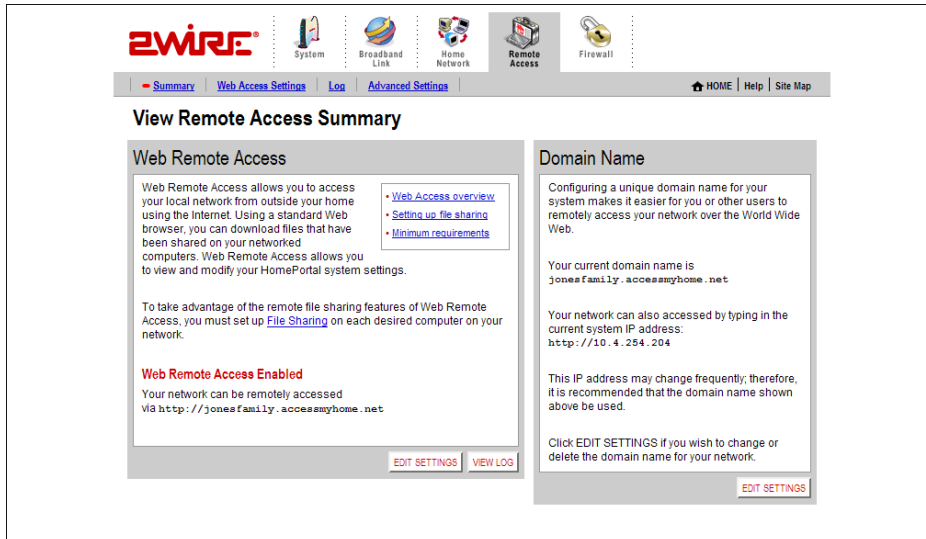 2WIRE®
System
Broadband
Link
Home
Network
Remote
Access
Firewall
Summary
Web Access Settings
Log
Advanced Settings
HOME | Help | Site Map
View Remote Access Summary
Web Remote Access
Web Remote Access allows you to access
your local network from outside your home
using the Internet. Using a standard Web
browser, you can download files that have
been shared on your networked
computers. Web Remote Access allows you
to view and modify your HomePortal system settings.
• Web Access overview
• Setting up file sharing
• Minimum requirements
To take advantage of the remote file sharing features of Web Remote
Access, you must set up File Sharing on each desired computer on your
network.
Web Remote Access Enabled
Your network can be remotely accessed
via http://jonesfamily.accessmyhome.net
EDIT SETTINGS
VIEW LOG
Domain Name
Configuring a unique domain name for your
system makes it easier for you or other users to
remotely access your network over the World Wide
Web.
Your current domain name is
jonesfamily.accessmyhome.net
Your network can also accessed by typing in the
current system IP address:
http://10.4.254.204
This IP address may change frequently; therefore,
it is recommended that the domain name shown
above be used.
Click EDIT SETTINGS if you wish to change or
delete the domain name for your network.
EDIT SETTINGS